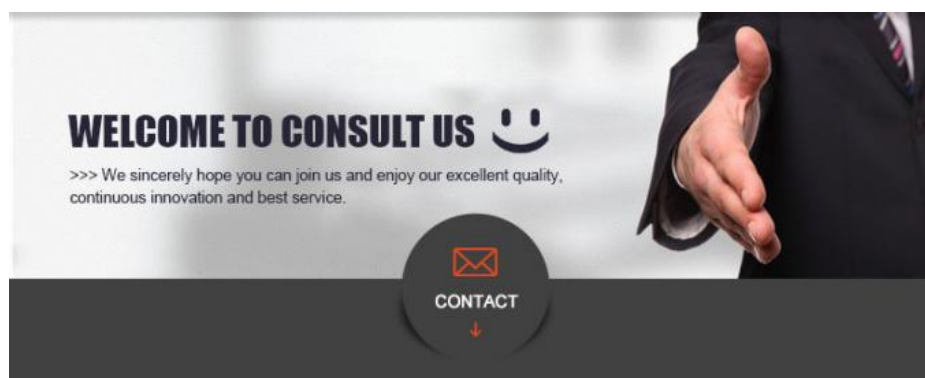 WELCOME TO CONSULT US
>>> We sincerely hope you can join us and enjoy our excellent quality,
continuous innovation and best service.
CONTACT